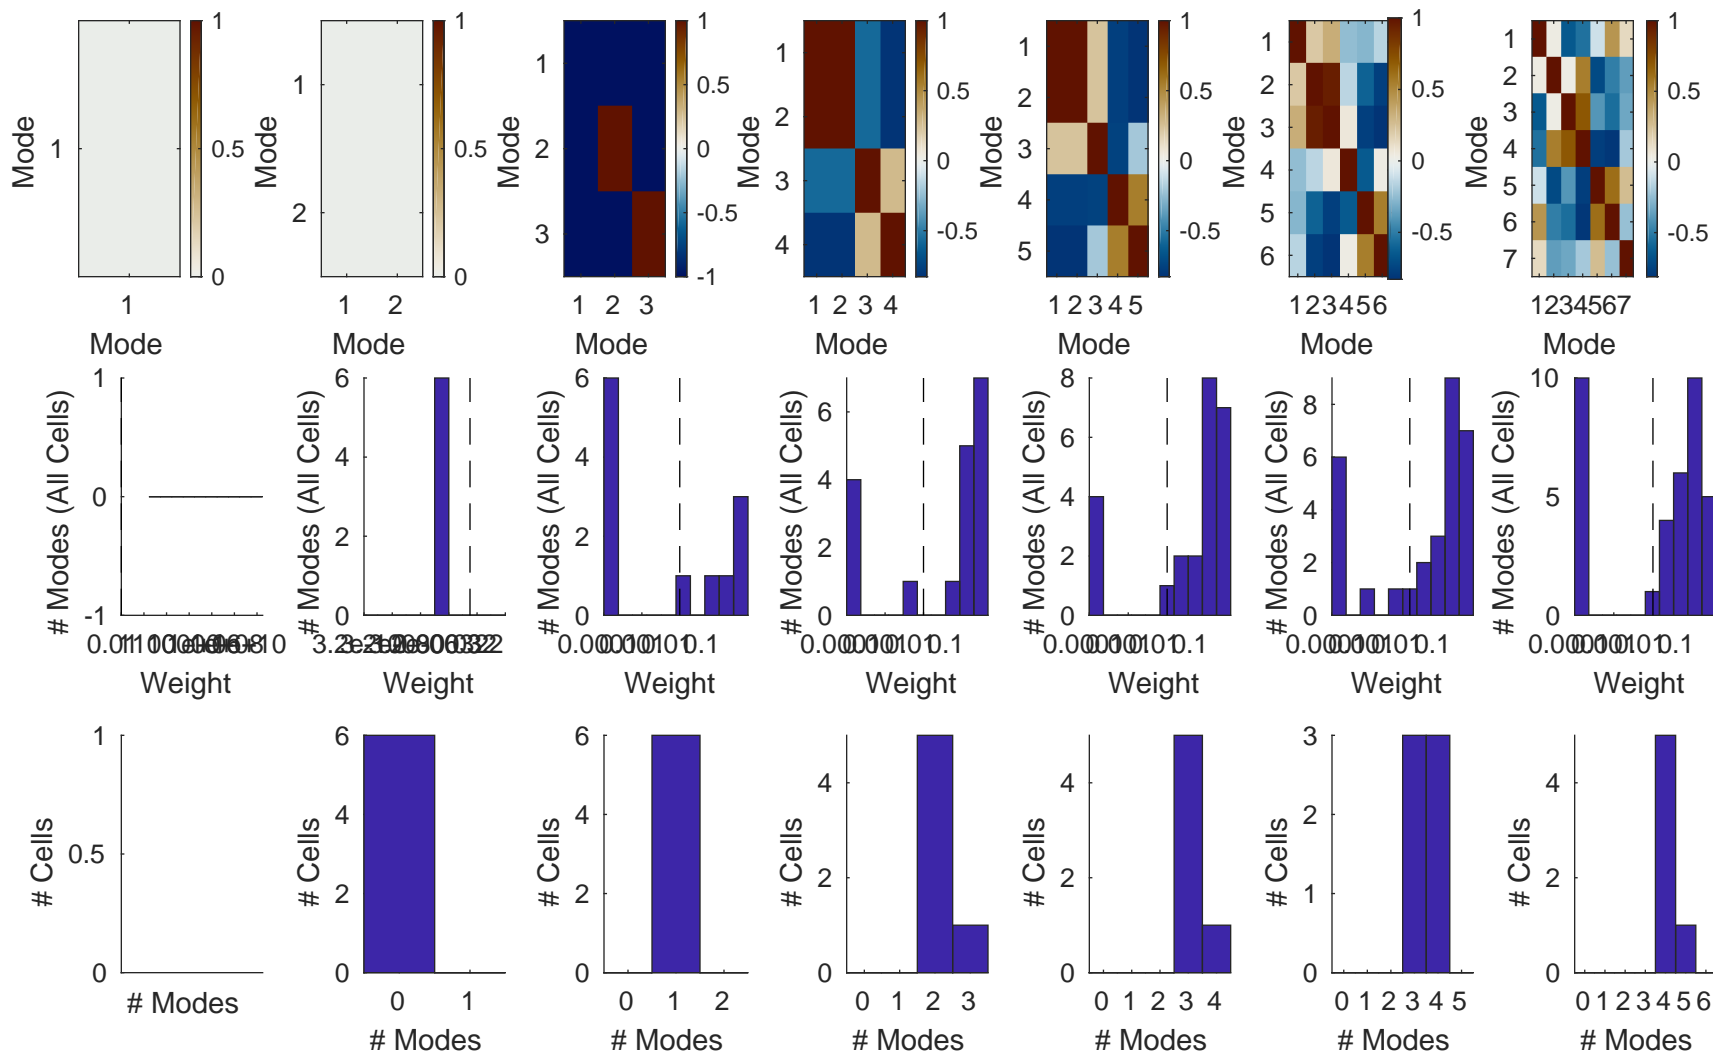 1 0.5 0
Mode
1
1
Mode
1 0.5 0
Mode
1 2
1 2
Mode
1 0.5 0 -0.5 -1
Mode
1 2 3
1 2 3
Mode
1 0.5 0 -0.5
Mode
1 2 3 4
1 2 3 4
Mode
1 0.5 0 -0.5
Mode
1 2 3 4 5
1 2 3 4 5
Mode
1 0.5 0 -0.5
Mode
1 2 3 4 5 6
123456
Mode
1 0.5 0 -0.5
Mode
1 2 3 4 5 6 7
1234567
Mode
# Modes (All Cells)
1 0 -1
Weight
# Modes (All Cells)
6 4 2 0
Weight
# Modes (All Cells)
6 4 2 0
0.1
Weight
# Modes (All Cells)
6 4 2 0
0.1
Weight
# Modes (All Cells)
8 6 4 2 0
0.1
Weight
# Modes (All Cells)
8 6 4 2 0
0.1
Weight
# Modes (All Cells)
10 5 0
0.1
Weight
# Cells
1 0.5 0
# Modes
# Cells
6 4 2 0
0 1
# Modes
# Cells
6 4 2 0
0 1 2
# Modes
# Cells
4 2 0
0 1 2 3
# Modes
# Cells
4 2 0
0 1 2 3 4
# Modes
# Cells
3 2 1 0
0 1 2 3 4 5
# Modes
# Cells
4 2 0
0 1 2 3 4 5 6
# Modes